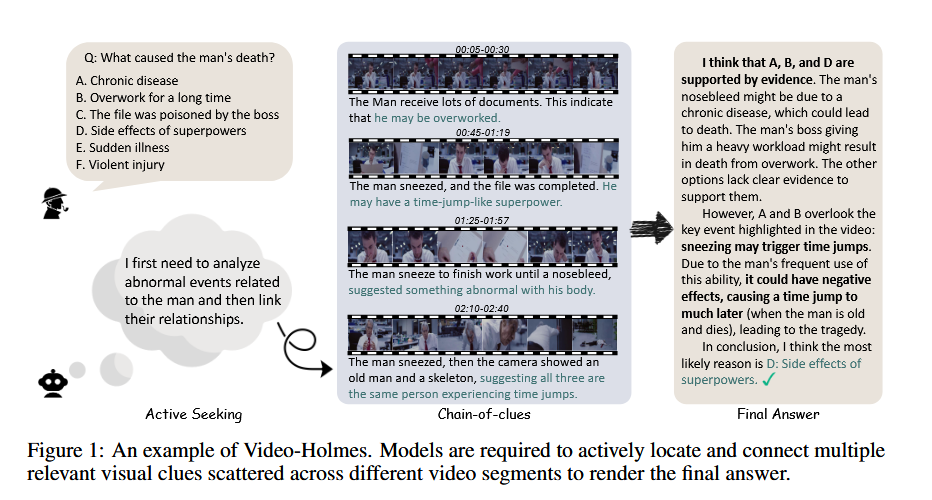 Q: What caused the man's death?
A. Chronic disease
B. Overwork for a long time
C. The file was poisoned by the boss
D. Side effects of superpowers
E. Sudden illness
F. Violent injury
I first need to analyze
abnormal events related
to the man and then link
their relationships.
Active Seeking
00:05-00:30
The Man receive lots of documents. This indicate
that he may be overworked.
00:45-01:19
The man sneezed, and the file was completed. He
may have a time-jump-like superpower.
01:25-01:57
The man sneeze to finish work until a nosebleed,
suggested something abnormal with his body.
02:10-02:40
The man sneezed, then the camera showed an
old man and a skeleton, suggesting all three are
the same person experiencing time jumps.
Chain-of-clues
I think that A, B, and D are
supported by evidence. The man's
nosebleed might be due to a
chronic disease, which could lead
to death. The man's boss giving
him a heavy workload might result
in death from overwork. The other
options lack clear evidence to
support them.
However, A and B overlook the
key event highlighted in the video:
sneezing may trigger time jumps.
Due to the man's frequent use of
this ability, it could have negative
effects, causing a time jump to
much later (when the man is old
and dies), leading to the tragedy.
In conclusion, I think the most
likely reason is D: Side effects of
superpowers.
Final Answer
Figure 1: An example of Video-Holmes. Models are required to actively locate and connect multiple
relevant visual clues scattered across different video segments to render the final answer.